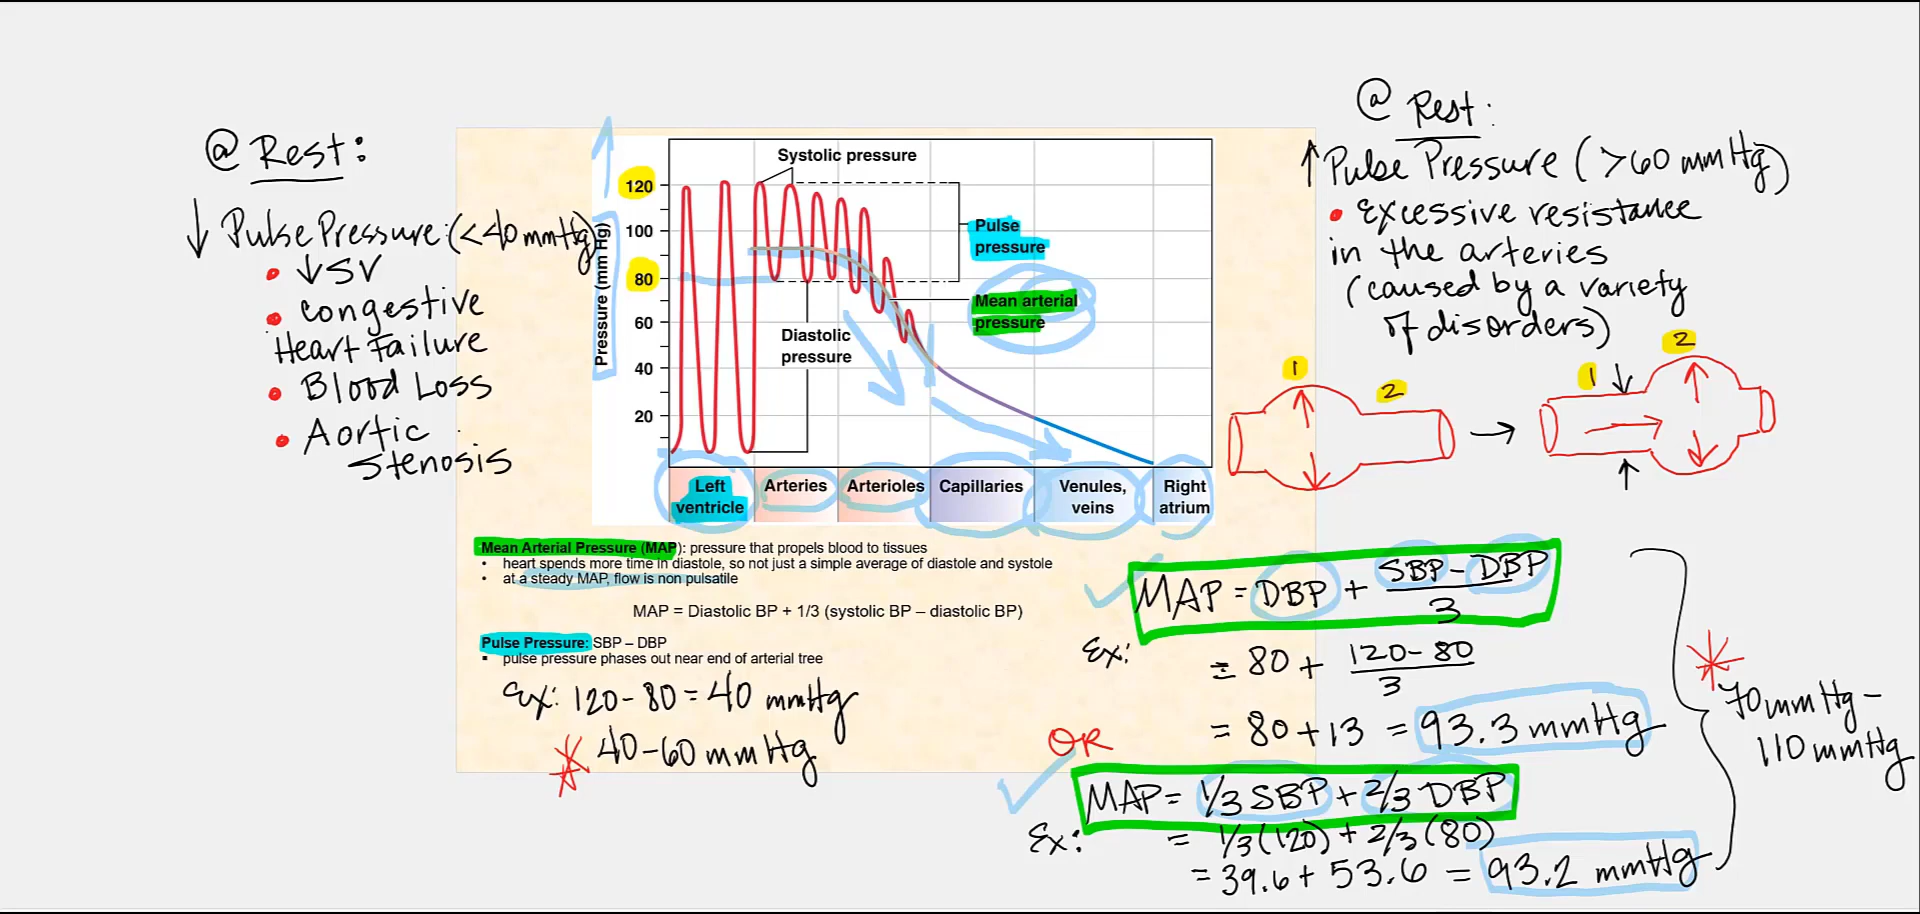 @ Rest:
↓ Pulse Pressure: (<40 mmHg)
• ↓SV
• Congestive
Heart Failure
• Blood Loss
• Aortic
Stenosis
Pressure (mm Hg)
120
100
80
60
40
20
Systolic pressure
Pulse
pressure
Mean arterial
pressure
Diastolic
pressure
Left
ventricle
Arteries
Arterioles
Capillaries
Venules,
veins
Right
atrium
Mean Arterial Pressure (MAP): pressure that propels blood to tissues
• heart spends more time in diastole, so not just a simple average of diastole and systole
• at a steady MAP, flow is non pulsatile
MAP = Diastolic BP + 1/3 (systolic BP – diastolic BP)
Pulse Pressure: SBP – DBP
▪ pulse pressure phases out near end of arterial tree
Ex: 120 - 80 = 40 mmHg
* 40-60 mmHg
@ Rest:
↑ Pulse Pressure (>60 mmHg)
• Excessive resistance
in the arteries
(caused by a variety
of disorders)
1
2
→
1
2
MAP = DBP + SBP - DBP
3
Ex:
= 80 + 120 - 80
3
= 80 + 13 = 93.3 mmHg
OR
MAP = 1/3 SBP + 2/3 DBP
Ex:
= 1/3 (120) + 2/3 (80)
= 39.6 + 53.6 = 93.2 mmHg
* 70 mmHg -
110 mmHg